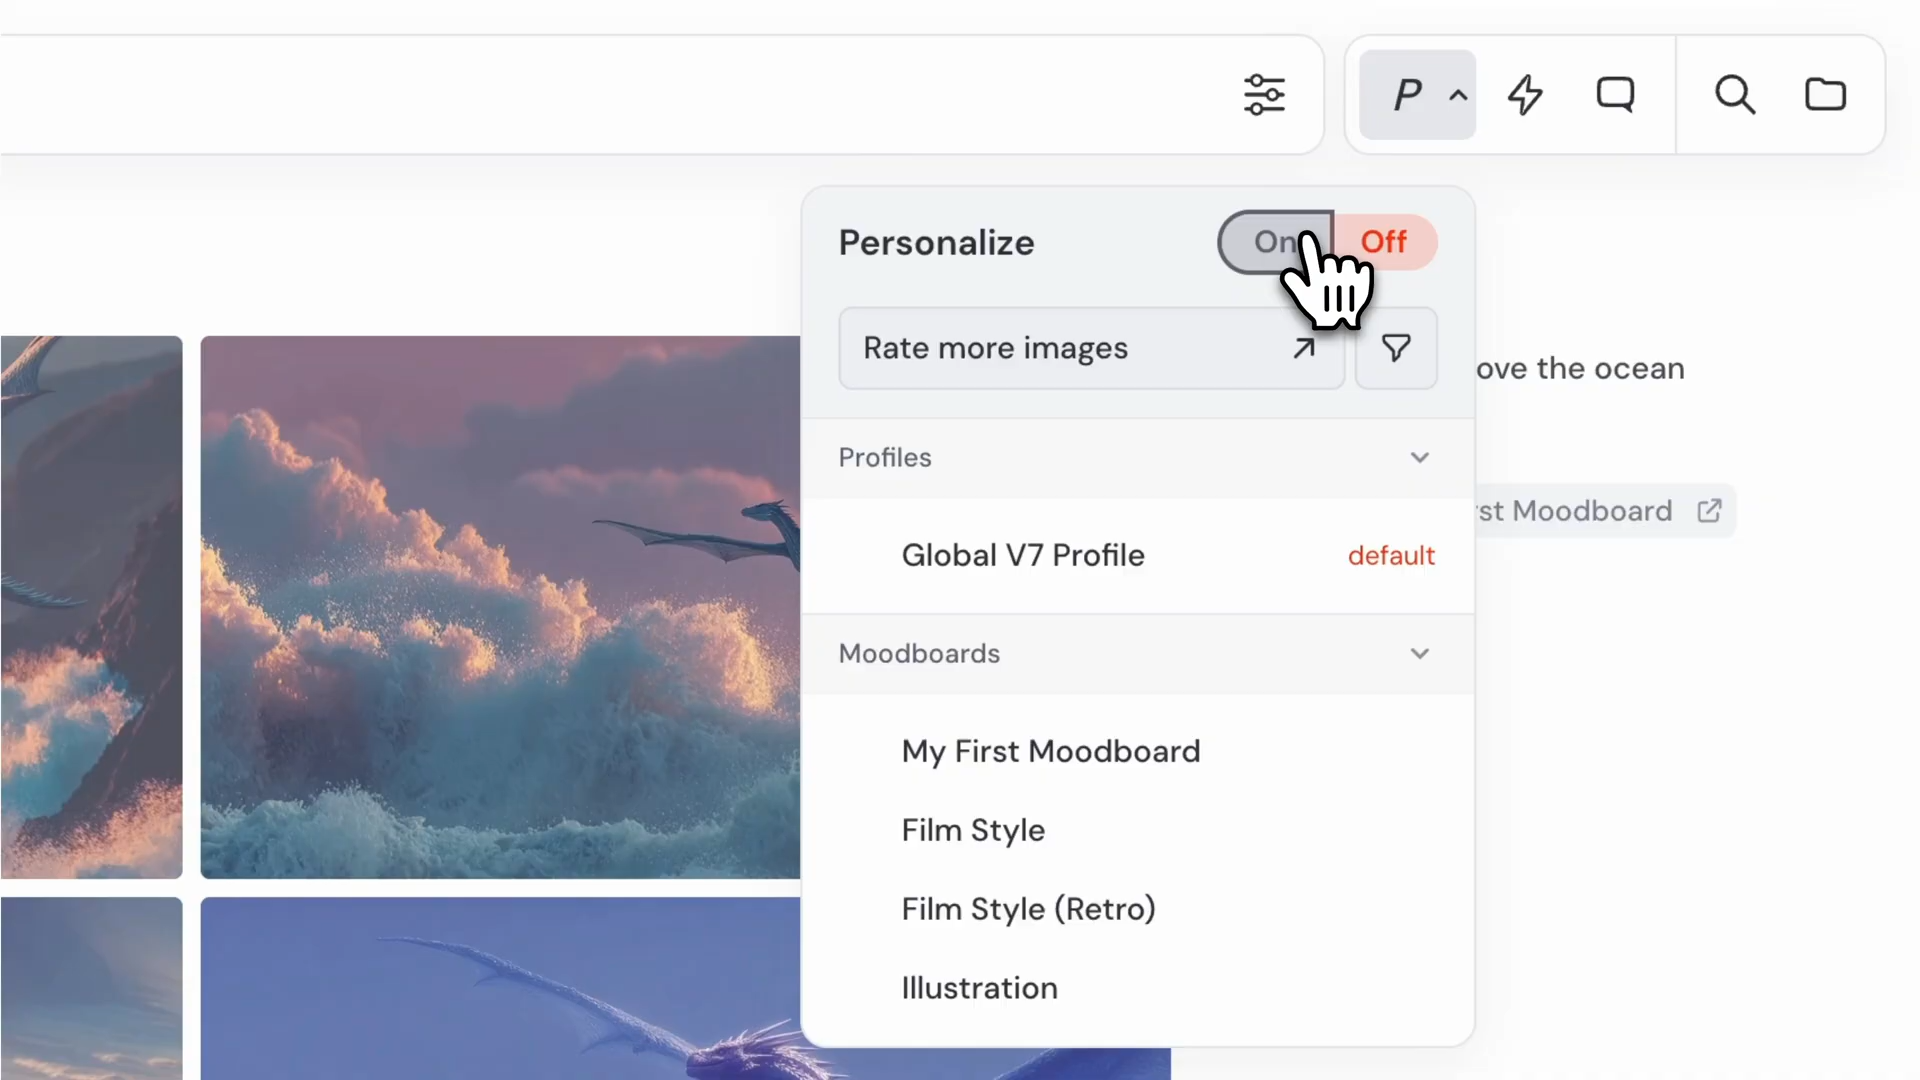 P
Personalize
On
Off
Rate more images
ove the ocean
Profiles
st Moodboard
Global V7 Profile
default
Moodboards
My First Moodboard
Film Style
Film Style (Retro)
Illustration